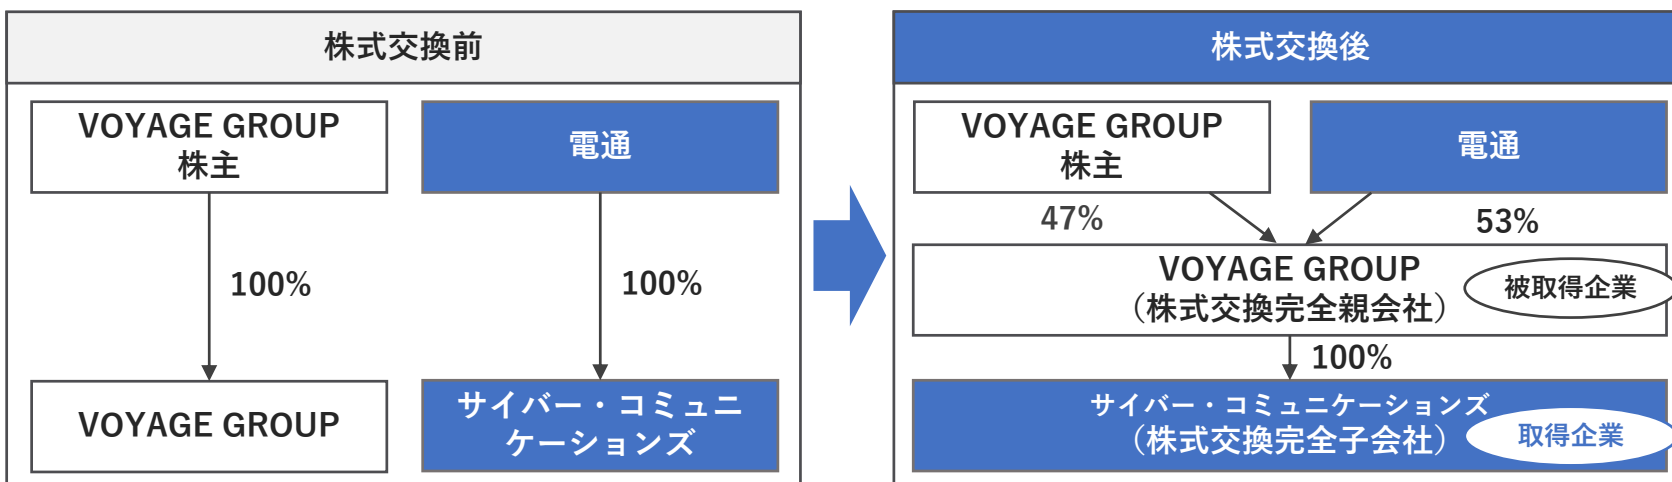 株式交換前
VOYAGE GROUP
株主
電通
100%
100%
VOYAGE GROUP
サイバー・コミュニ
ケーションズ
株式交換後
VOYAGE GROUP
株主
電通
47%
53%
VOYAGE GROUP
（株式交換完全親会社）
被取得企業
100%
サイバー・コミュニケーションズ
（株式交換完全子会社）
取得企業